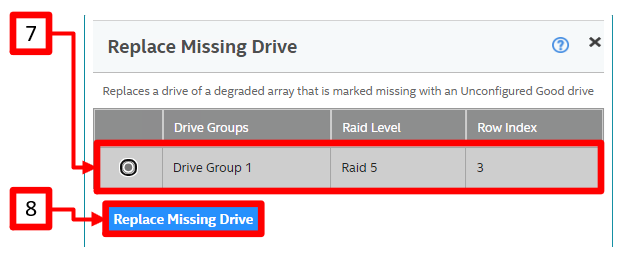 7
Replace Missing Drive ? ×
Replaces a drive of a degraded array that is marked missing with an Unconfigured Good drive
Drive Groups Raid Level Row Index
Drive Group 1 Raid 5 3
8
Replace Missing Drive